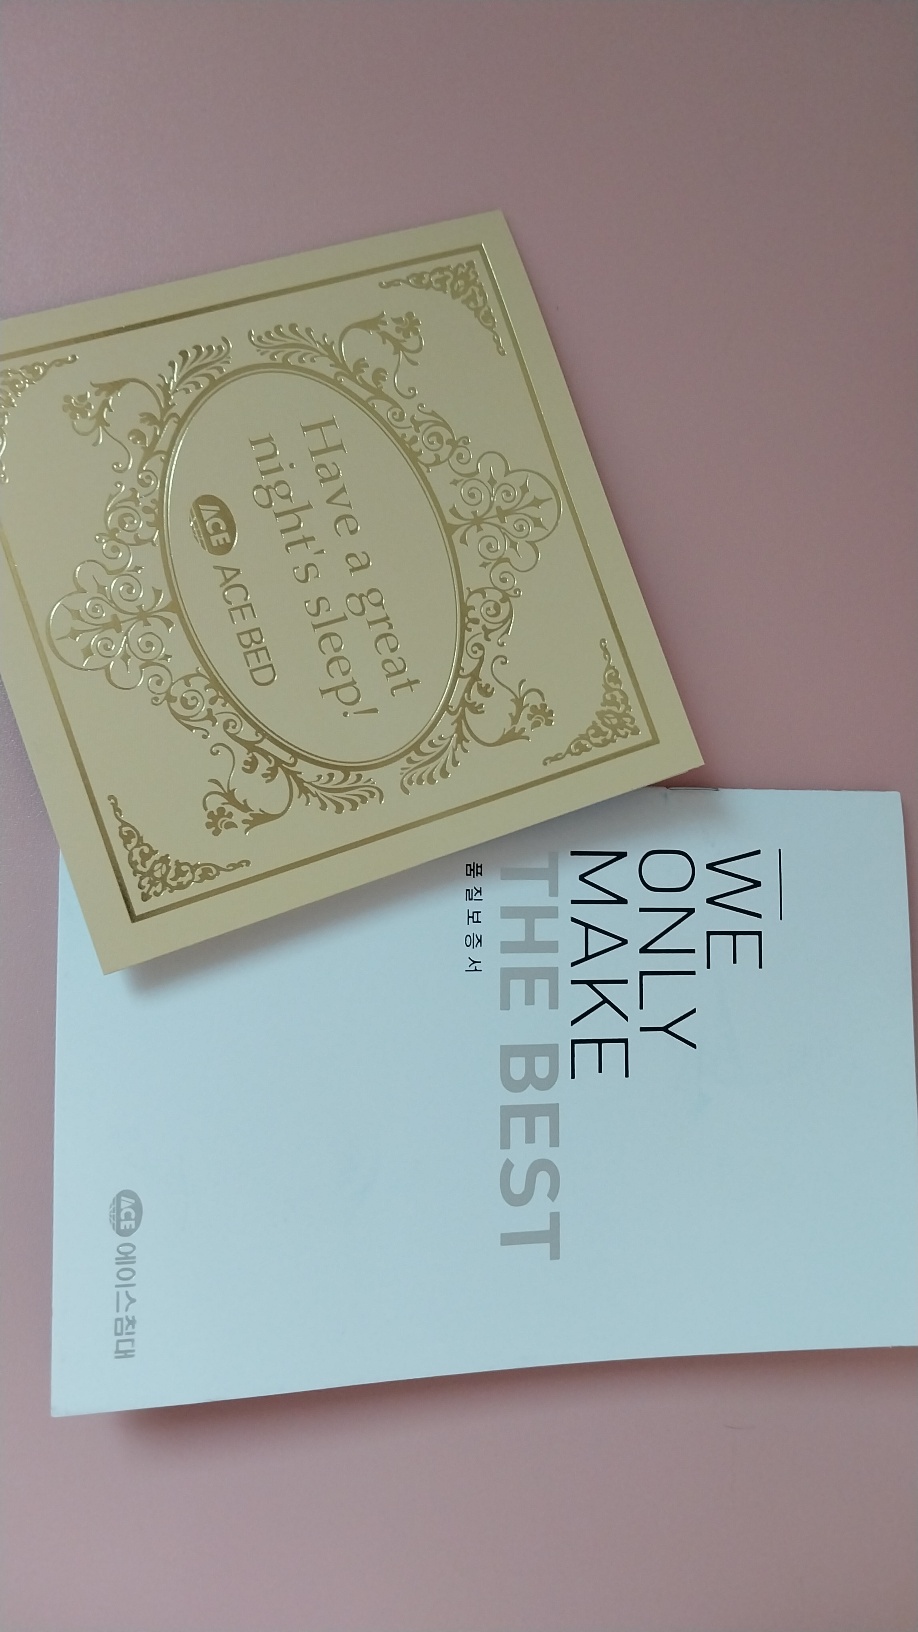 Have a great
night's sleep!
ACE ACE BED
WE
ONLY
MAKE
THE BEST
품질보증서
ACE 에이스침대